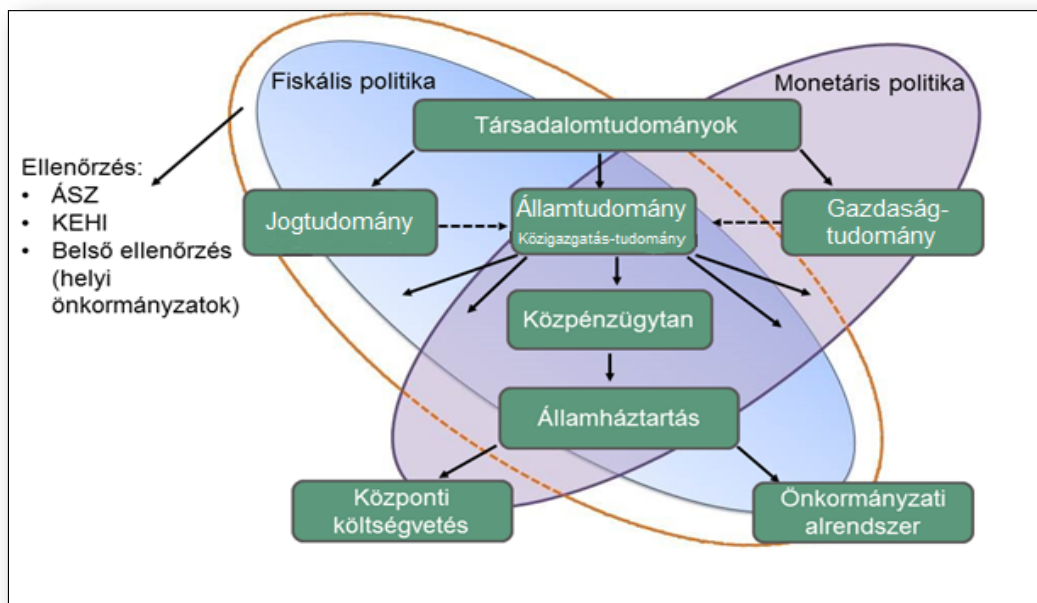 Fiskális politika
Monetáris politika
Társadalomtudományok
Ellenőrzés:
• ÁSZ
• KEHI
• Belső ellenőrzés
(helyi
önkormányzatok)
Jogtudomány
Államtudomány
Közigazgatás-tudomány
Gazdaság-
tudomány
Közpénzügytan
Államháztartás
Központi
költségvetés
Önkormányzati
alrendszer